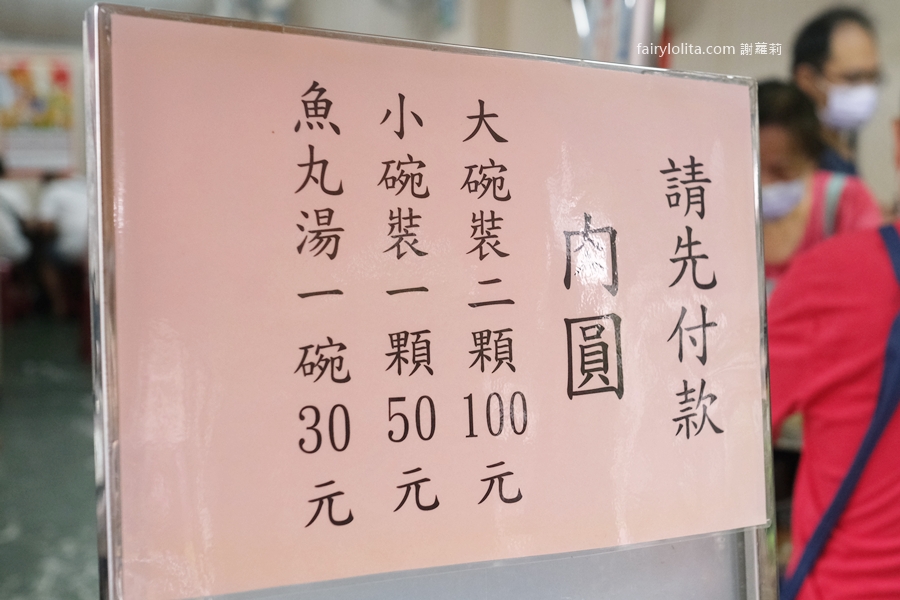 請先付款
肉圓
大碗裝二顆100元
小碗裝一顆50元
魚丸湯一碗30元
fairylolita.com 謝蘿莉